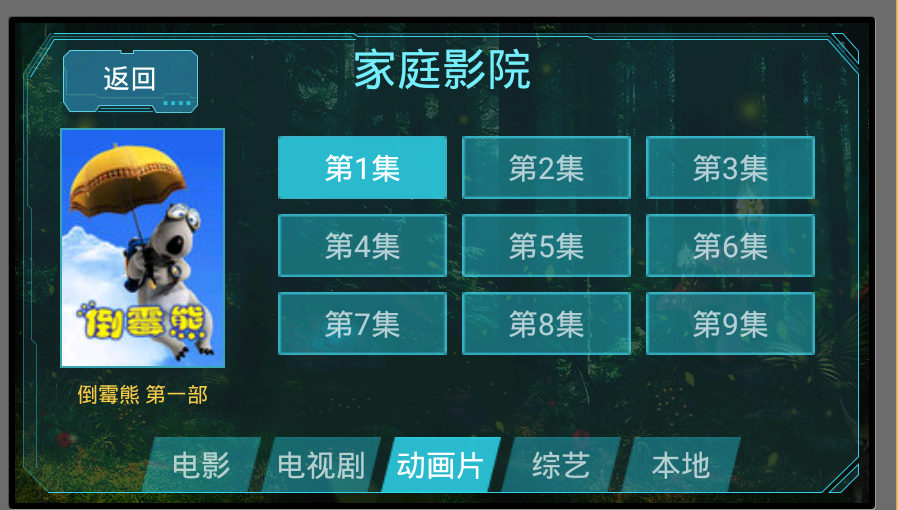 返回
家庭影院
第1集
第2集
第3集
第4集
第5集
第6集
第7集
第8集
第9集
倒霉熊
倒霉熊 第一部
电影
电视剧
动画片
综艺
本地